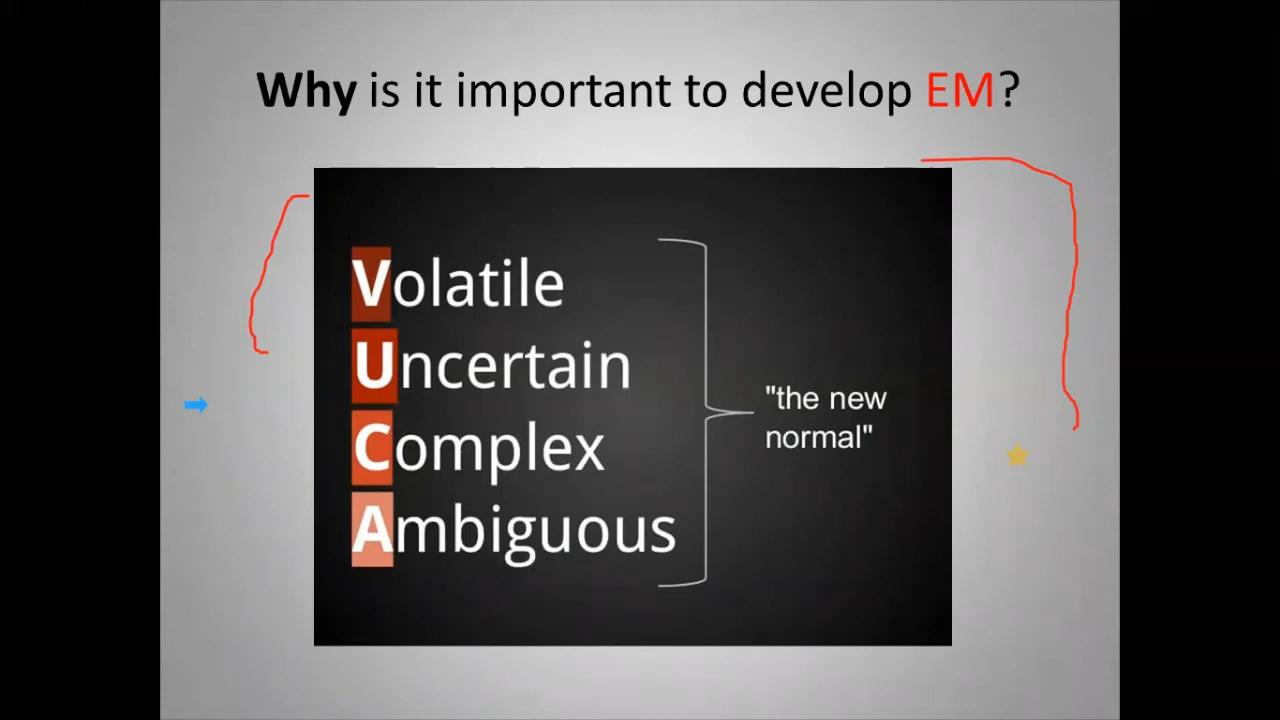 Why is it important to develop EM?
Volatile
Uncertain
Complex
Ambiguous
"the new
normal"